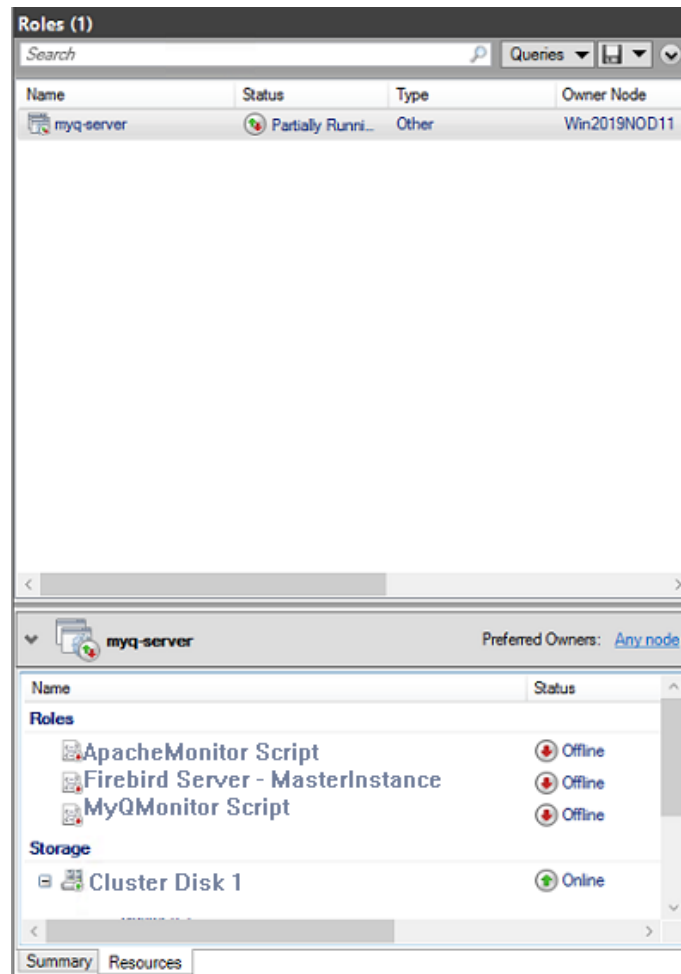 Roles (1)
Search Queries
Name Status Type Owner Node
myq-server Partially Runni... Other Win2019NOD11
myq-server Preferred Owners: Any node
Name Status
Roles
ApacheMonitor Script Offline
Firebird Server - MasterInstance Offline
MyQMonitor Script Offline
Storage
Cluster Disk 1 Online
Summary Resources